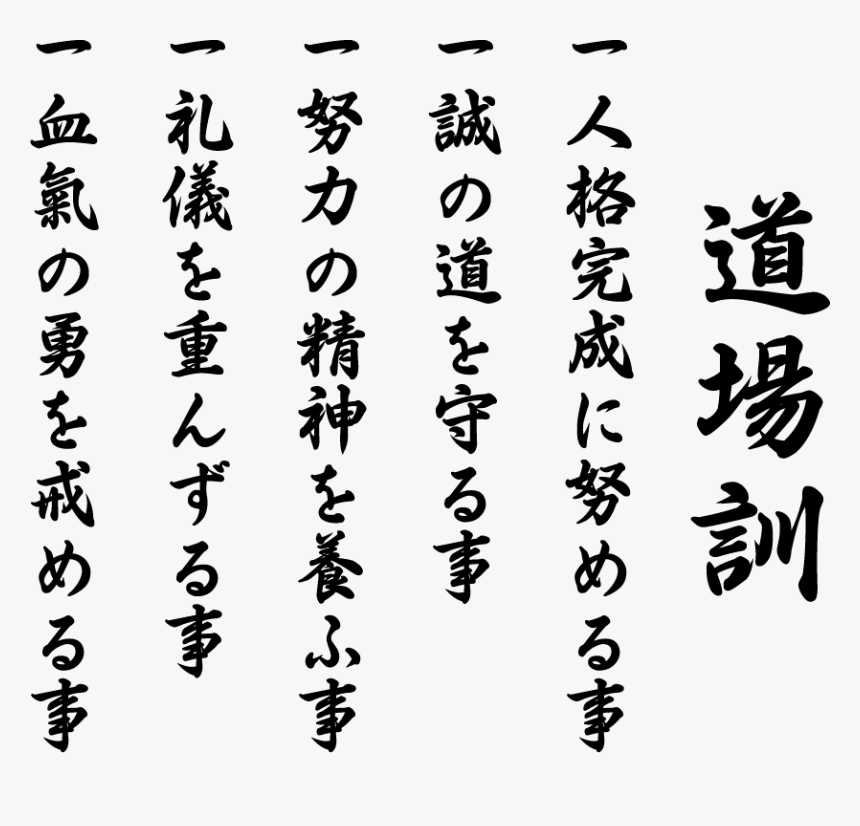 道場訓
一 人格完成に努める事
一 誠の道を守る事
一 努力の精神を養ふ事
一 礼儀を重んずる事
一 血氣の勇を戒める事